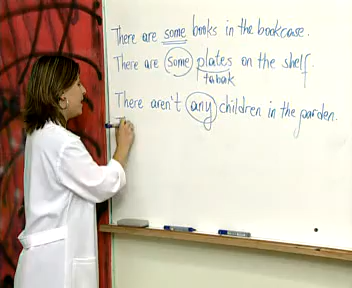 There are some books in the bookcase.
There are some plates on the shelf.
tabak
There aren't any children in the garden.
T